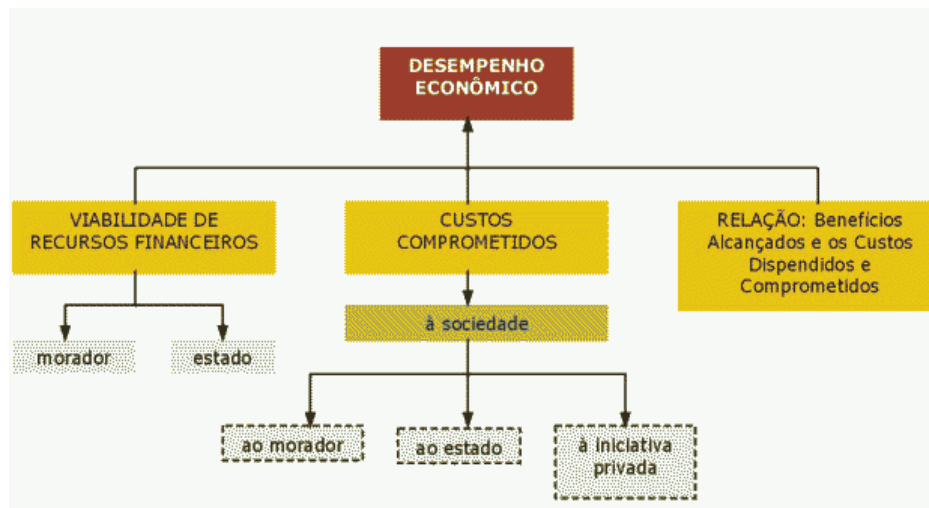 DESEMPENHO
ECONÔMICO
VIABILIDADE DE
RECURSOS FINANCEIROS
CUSTOS
COMPROMETIDOS
RELAÇÃO: Benefícios
Alcançados e os Custos
Dispendidos e
Comprometidos
à sociedade
morador
estado
ao morador
ao estado
à iniciativa
privada